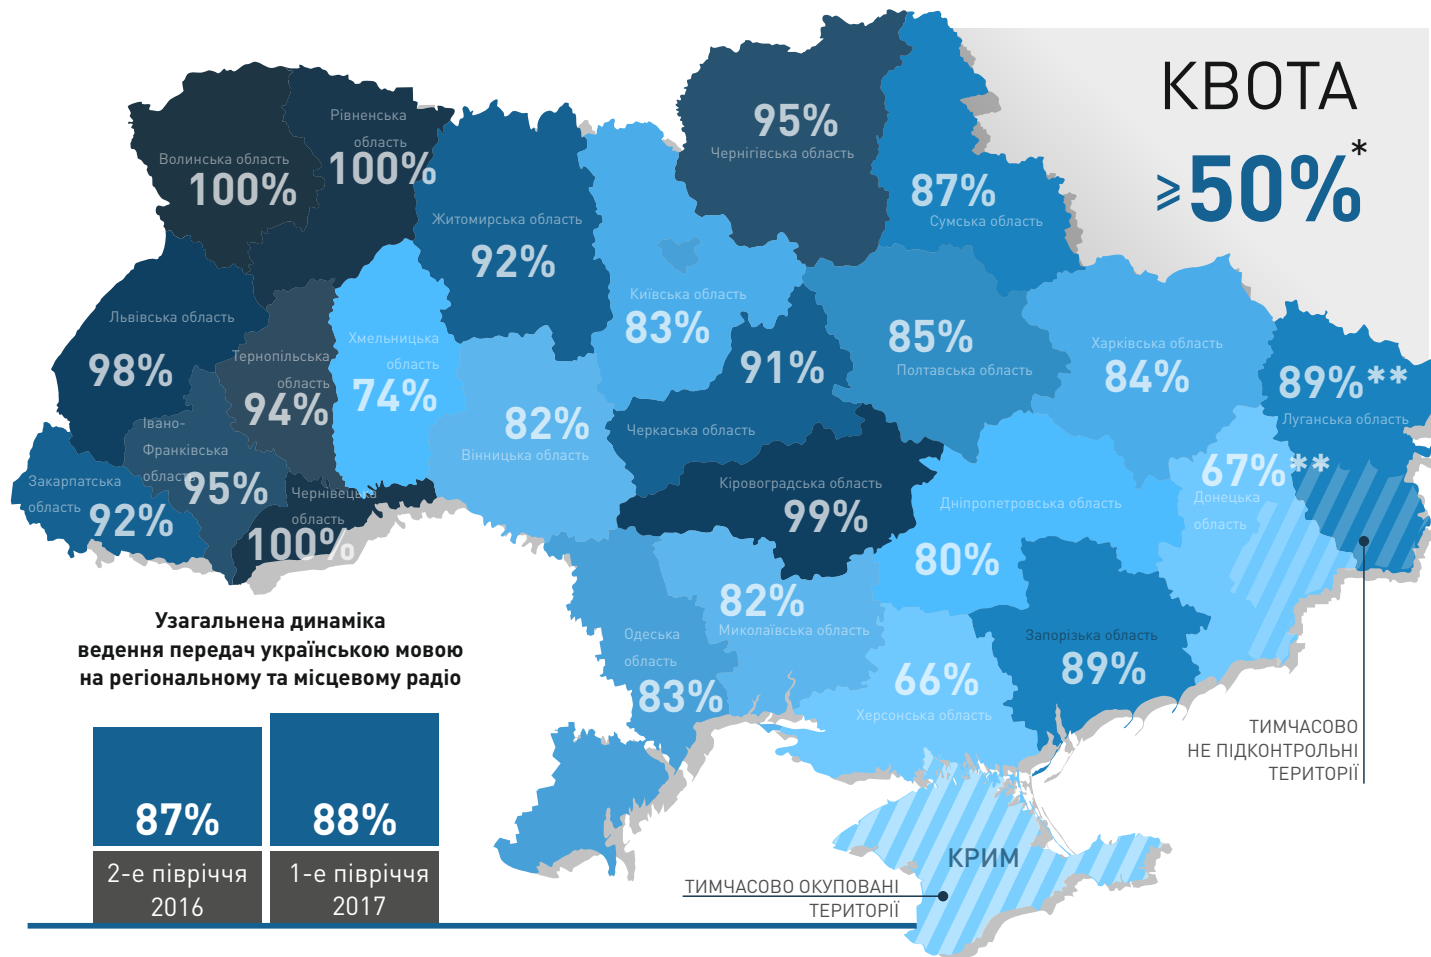 КВОТА
⩾50%*
95%
Чернігівська область
87%
Сумська область
Рівненська
область
100%
Волинська область
100%
Житомирська область
92%
Київська область
83%
Львівська область
98%
Тернопільська
область
94%
Хмельницька
область
74%
91%
Черкаська область
85%
Полтавська область
Харківська область
84%
89%**
Луганська область
82%
Вінницька область
Івано-
Франківська
область
95%
Закарпатська
область
92%
Чернівецька
область
100%
Кіровоградська область
99%
Дніпропетровська область
80%
67%**
Донецька
область
82%
Миколаївська область
Одеська
область
83%
66%
Херсонська область
Запорізька область
89%
ТИМЧАСОВО
НЕ ПІДКОНТРОЛЬНІ
ТЕРИТОРІЇ
КРИМ
ТИМЧАСОВО ОКУПОВАНІ
ТЕРИТОРІЇ
Узагальнена динаміка
ведення передач українською мовою
на регіональному та місцевому радіо
87%
88%
2-е півріччя
2016
1-е півріччя
2017